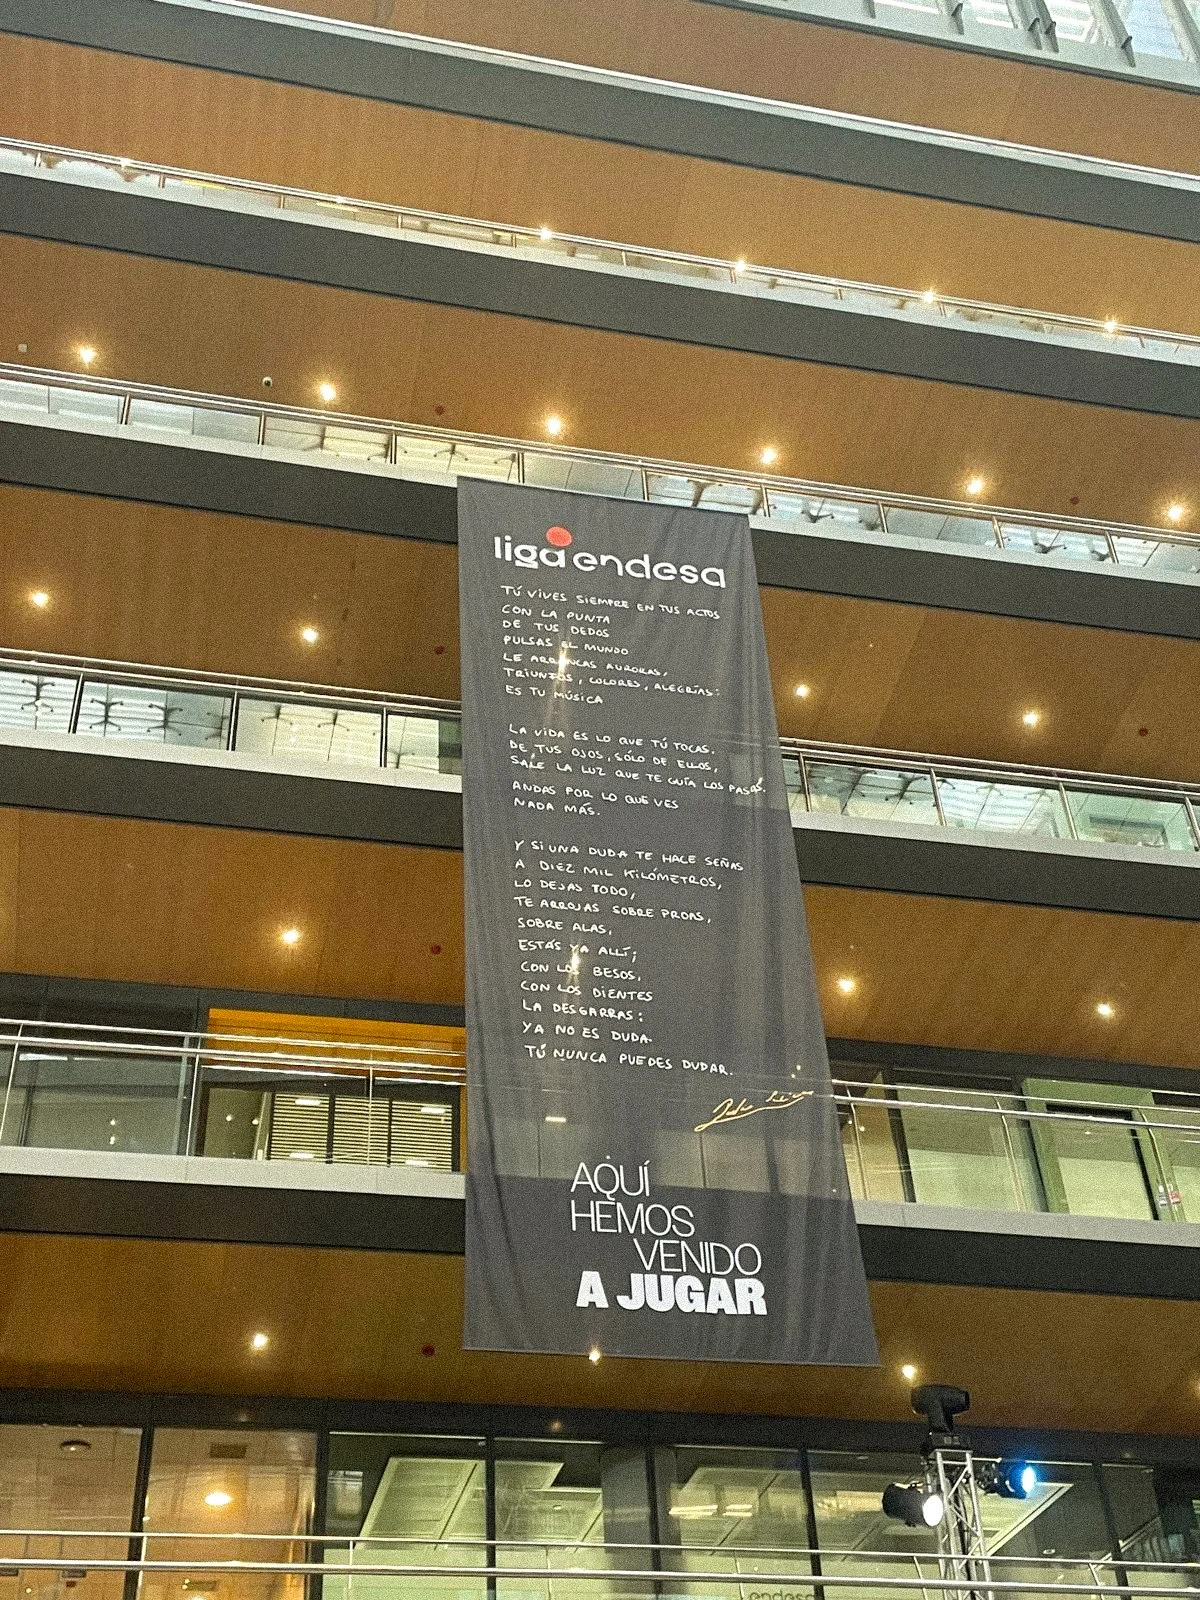 liga endesa
TÚ VIVES SIEMPRE EN TUS ACTOS
CON LA PUNTA
DE TUS DEDOS
PULSAS EL MUNDO
LE ARRANCAS AURORAS,
TRIUNFOS, COLORES, ALEGRÍAS:
ES TU MÚSICA
LA VIDA ES LO QUE TÚ TOCAS.
DE TUS OJOS, SÓLO DE ELLOS,
SALE LA LUZ QUE TE GUÍA LOS PASOS.
ANDAS POR LO QUE VES
NADA MÁS.
Y SI UNA DUDA TE HACE SEÑAS
A DIEZ MIL KILÓMETROS,
LO DEJAS TODO,
TE ARROJAS SOBRE PROAS,
SOBRE ALAS,
ESTÁS YA ALLÍ;
CON LOS BESOS,
CON LOS DIENTES
LA DESGARRAS:
YA NO ES DUDA.
TÚ NUNCA PUEDES DUDAR.
AQUÍ
HEMOS
VENIDO
A JUGAR
endesa